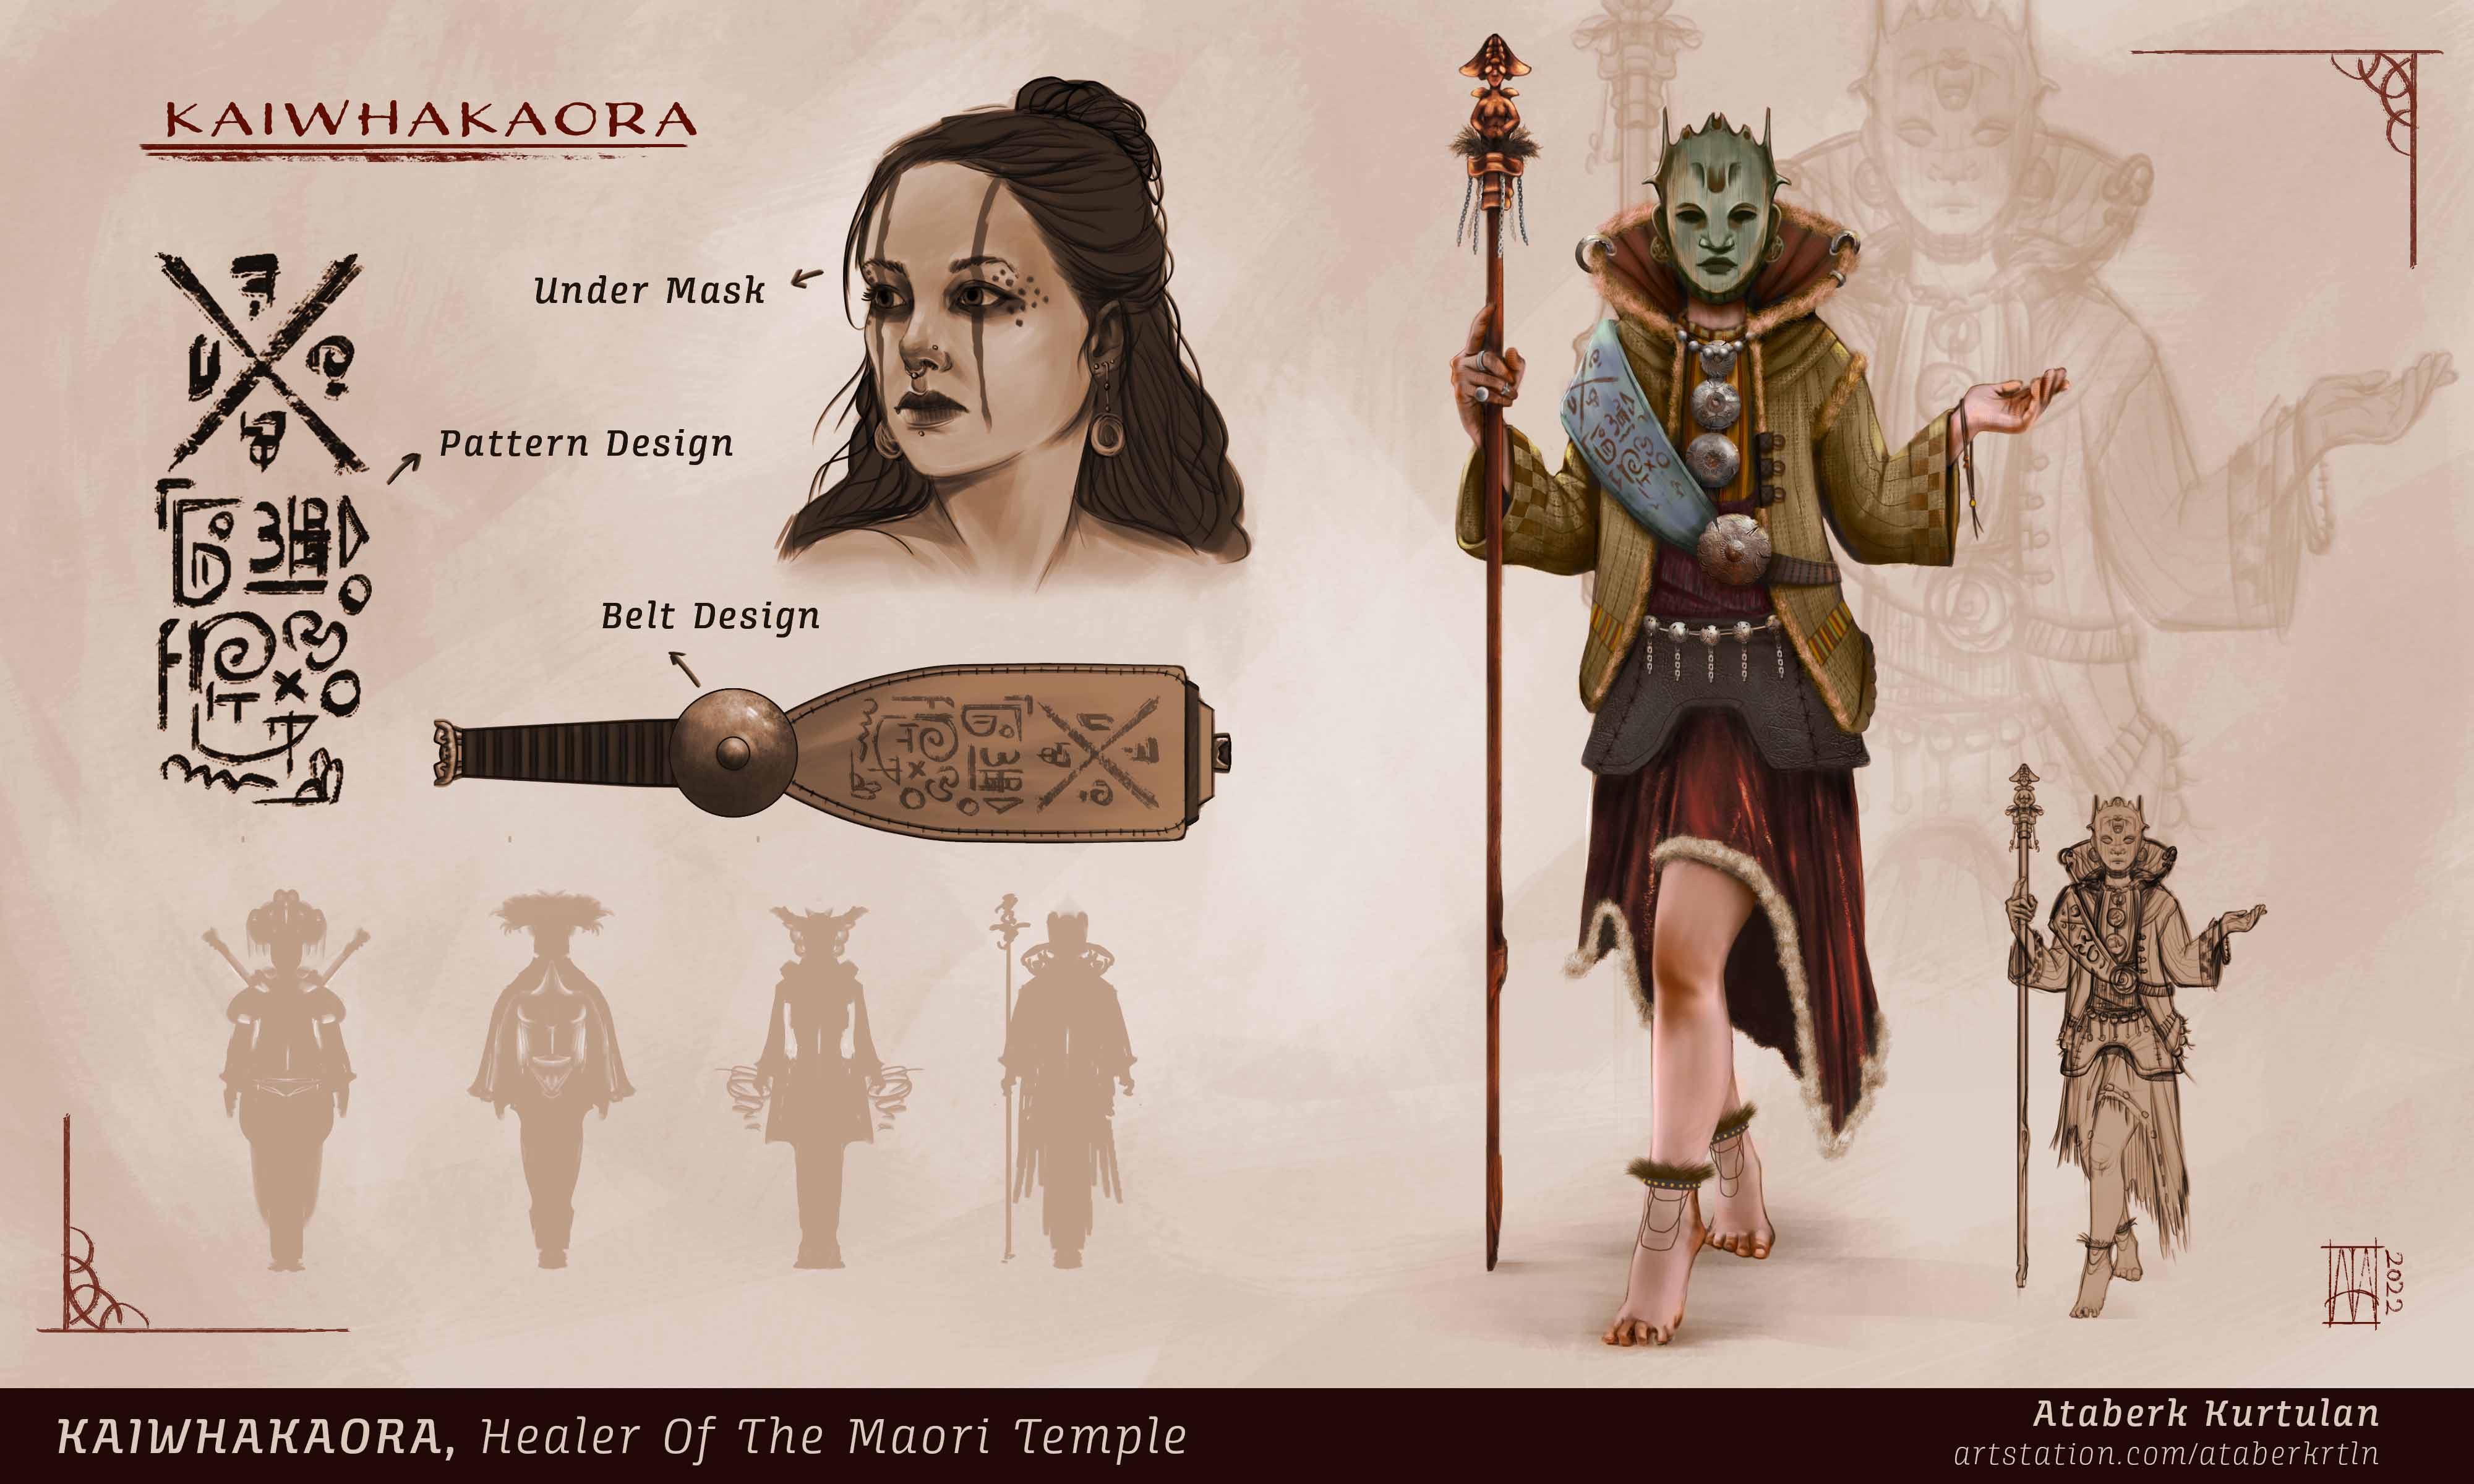 KAIWHAKAORA
Under Mask
Pattern Design
Belt Design
2022
KAIWHAKAORA, Healer Of The Maori Temple
Ataberk Kurtulan
artstation.com/ataberkrtln